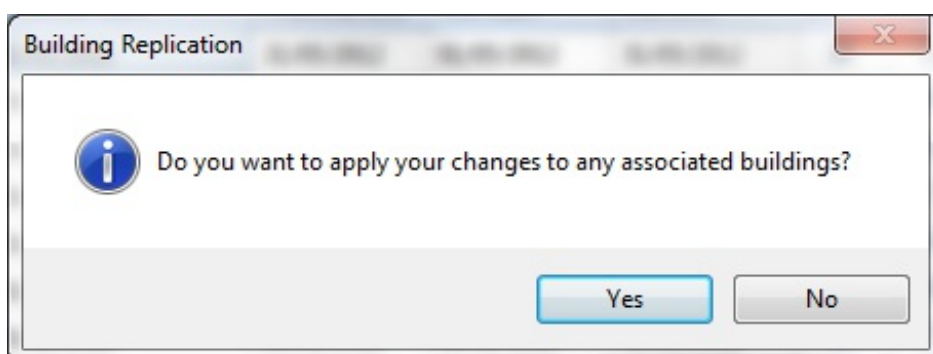 Building Replication
Do you want to apply your changes to any associated buildings?
Yes
No